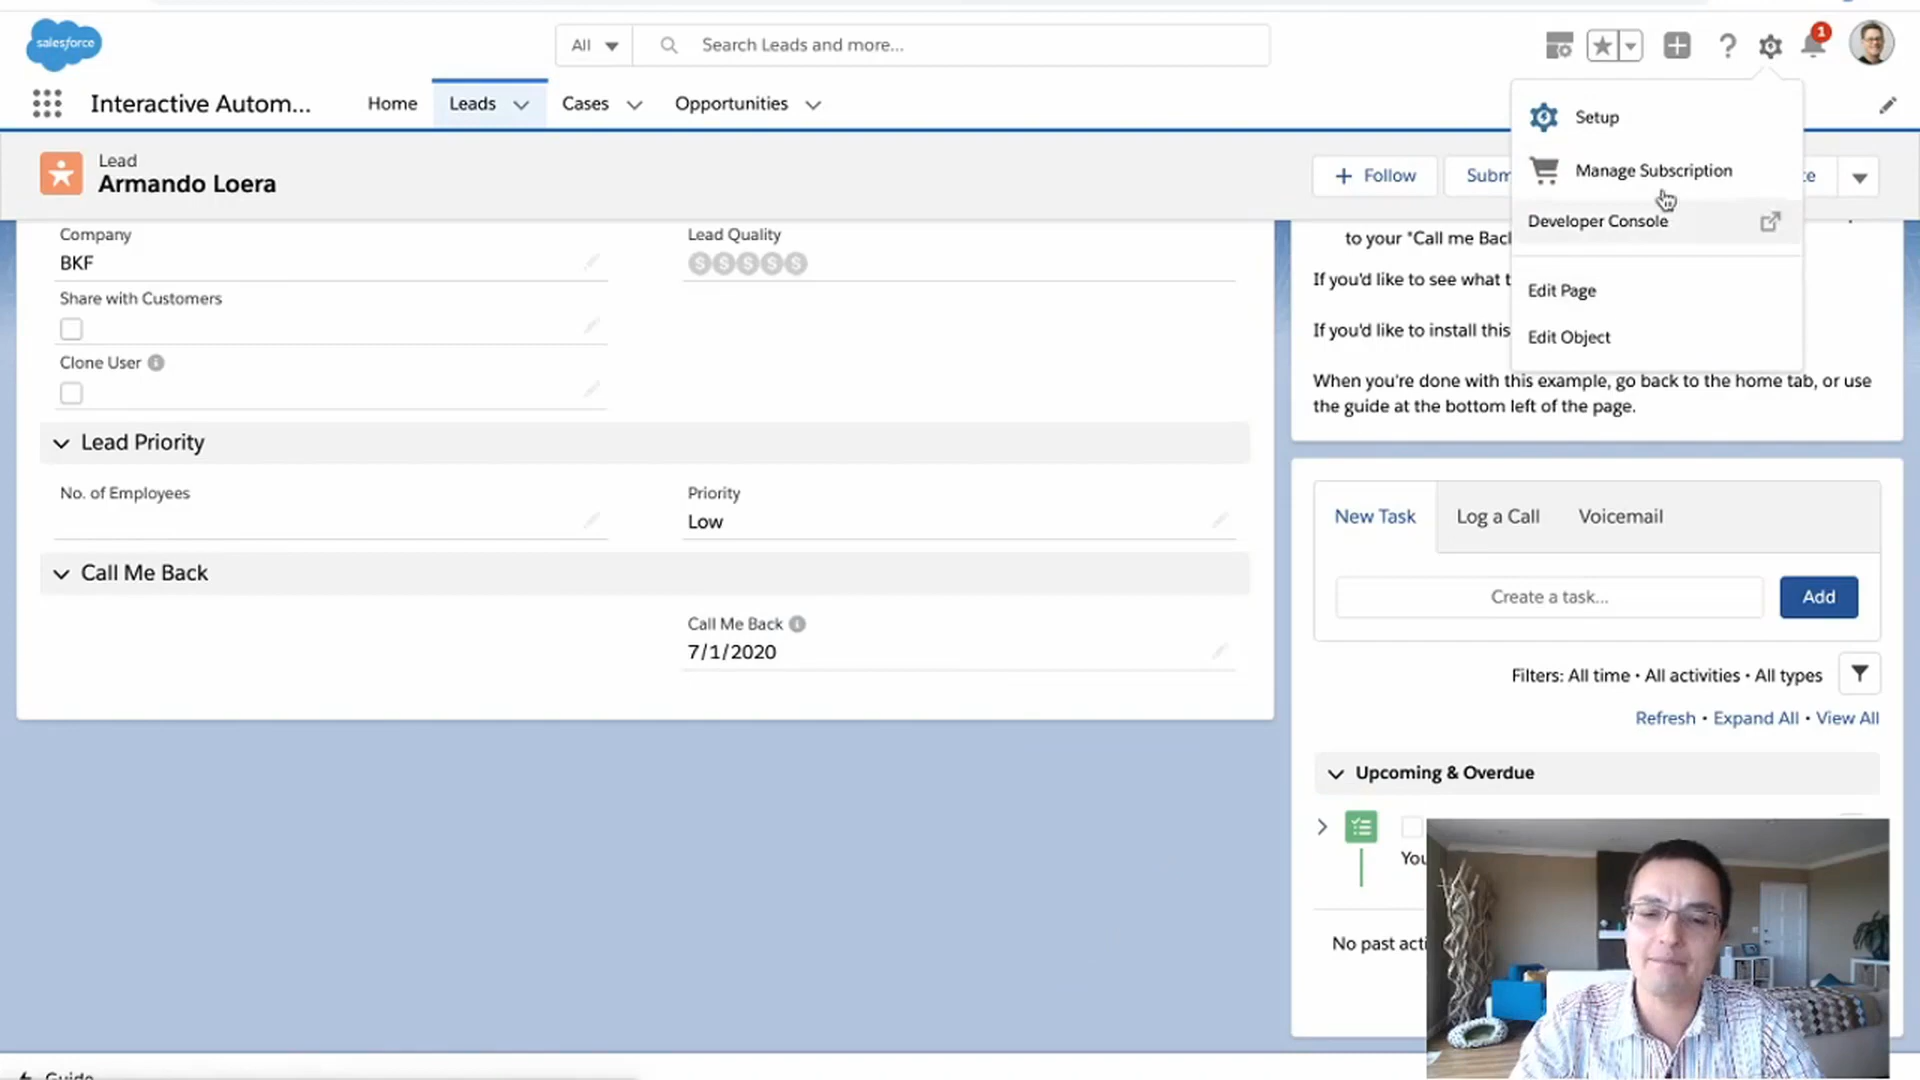 salesforce
All
Search Leads and more...
1
Interactive Autom...
Home
Leads
Cases
Opportunities
Setup
Manage Subscription
Developer Console
Edit Page
Edit Object
Lead
Armando Loera
Follow
Subm
te
Company
BKF
Lead Quality
Share with Customers
Clone User
Lead Priority
No. of Employees
Priority
Low
Call Me Back
Call Me Back
7/1/2020
to your "Call me Bac
If you'd like to see what t
If you'd like to install this
When you're done with this example, go back to the home tab, or use
the guide at the bottom left of the page.
New Task
Log a Call
Voicemail
Create a task...
Add
Filters: All time • All activities • All types
Refresh • Expand All • View All
Upcoming & Overdue
You
No past acti
Guide